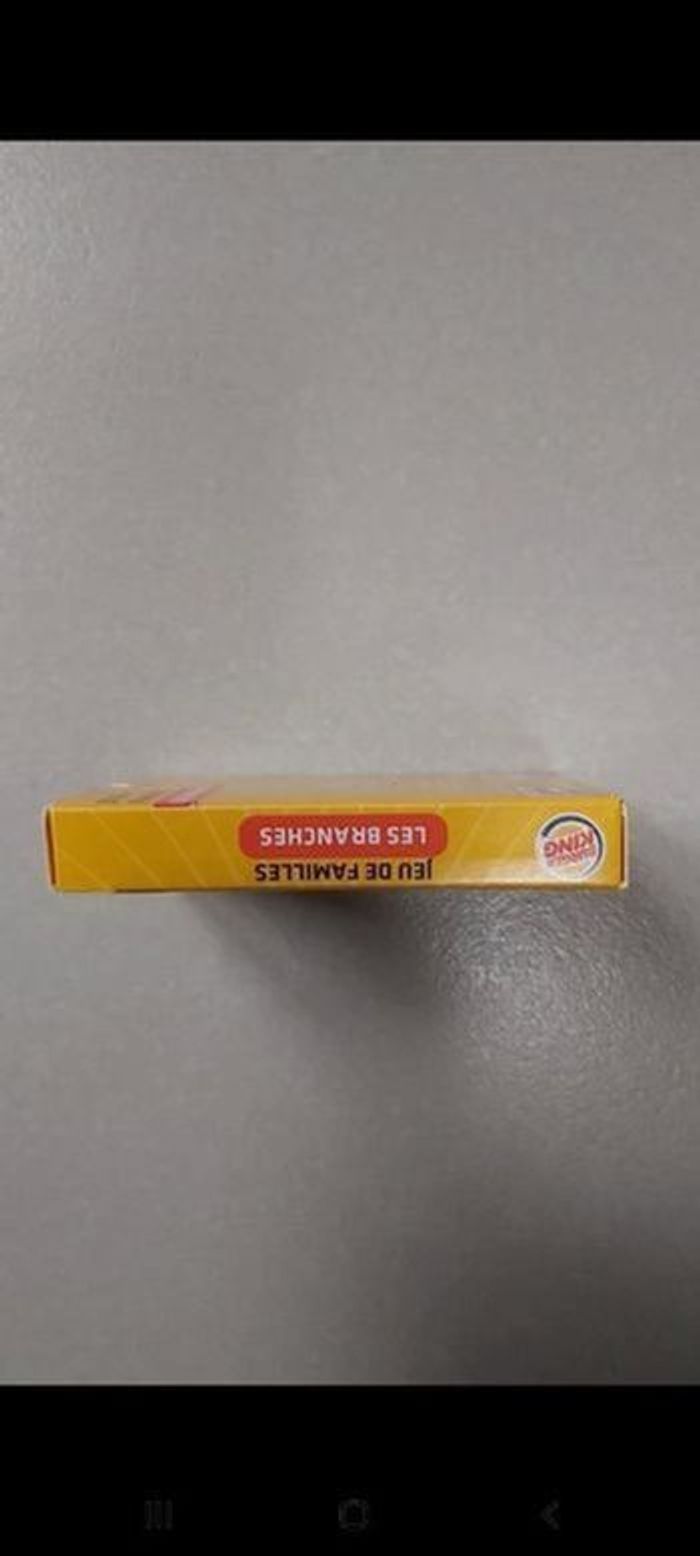 JEU DE FAMILLES
LES BRANCHES
BURGER
KING